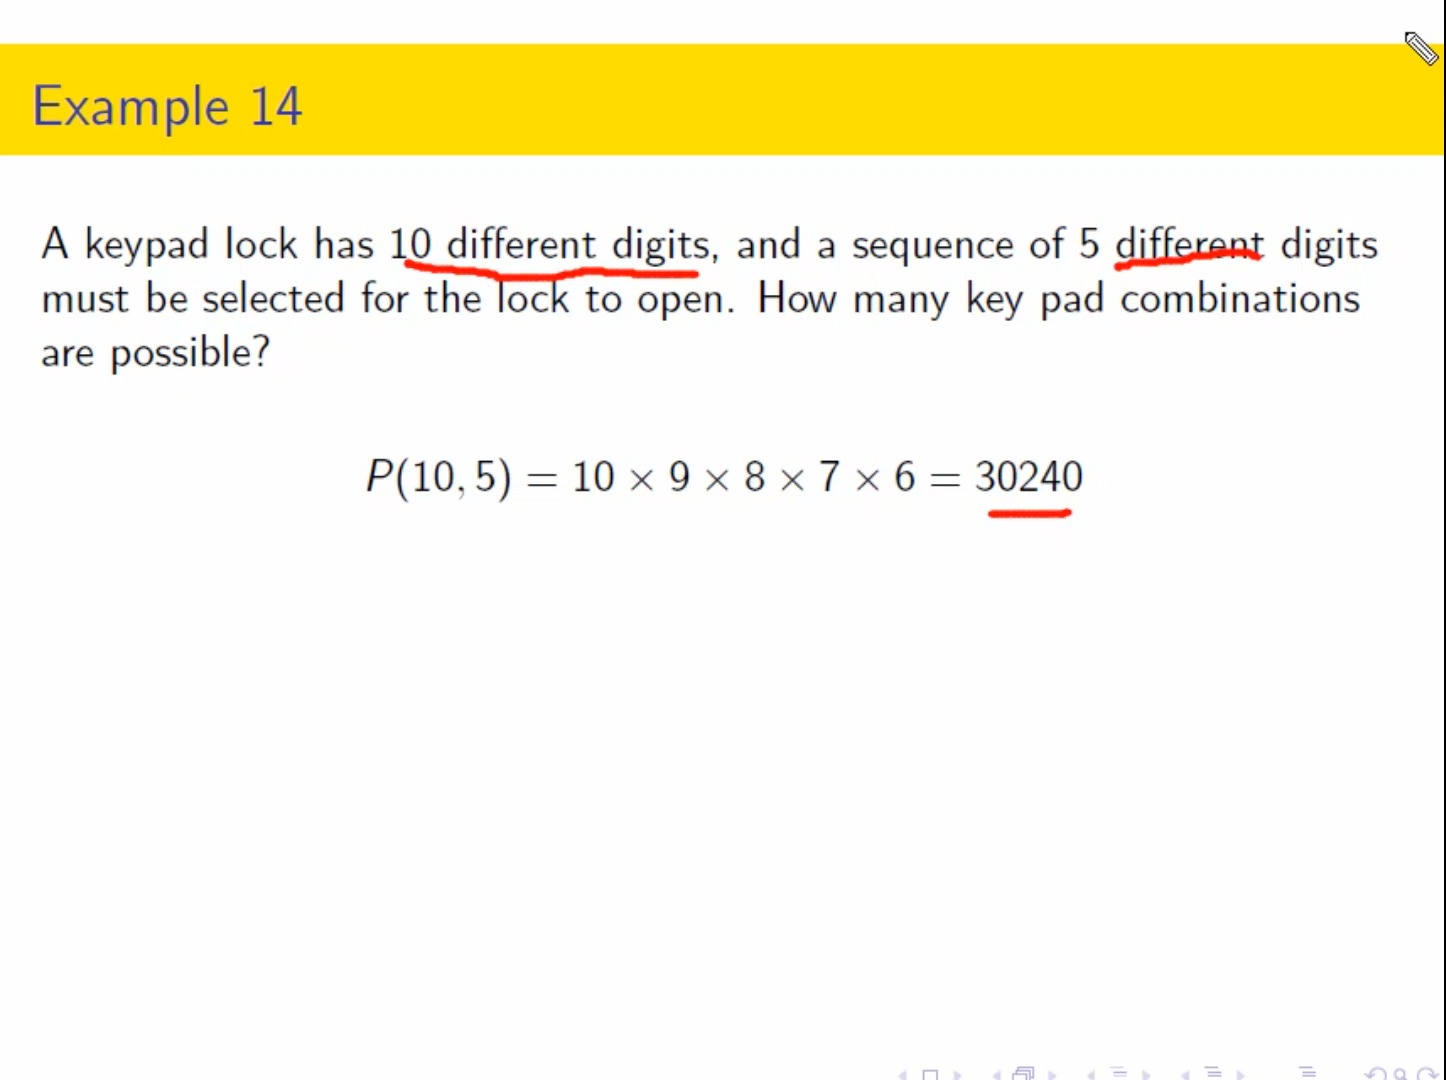 Example 14
A keypad lock has 10 different digits, and a sequence of 5 different digits
must be selected for the lock to open. How many key pad combinations
are possible?
P(10, 5) = 10 × 9 × 8 × 7 × 6 = 30240